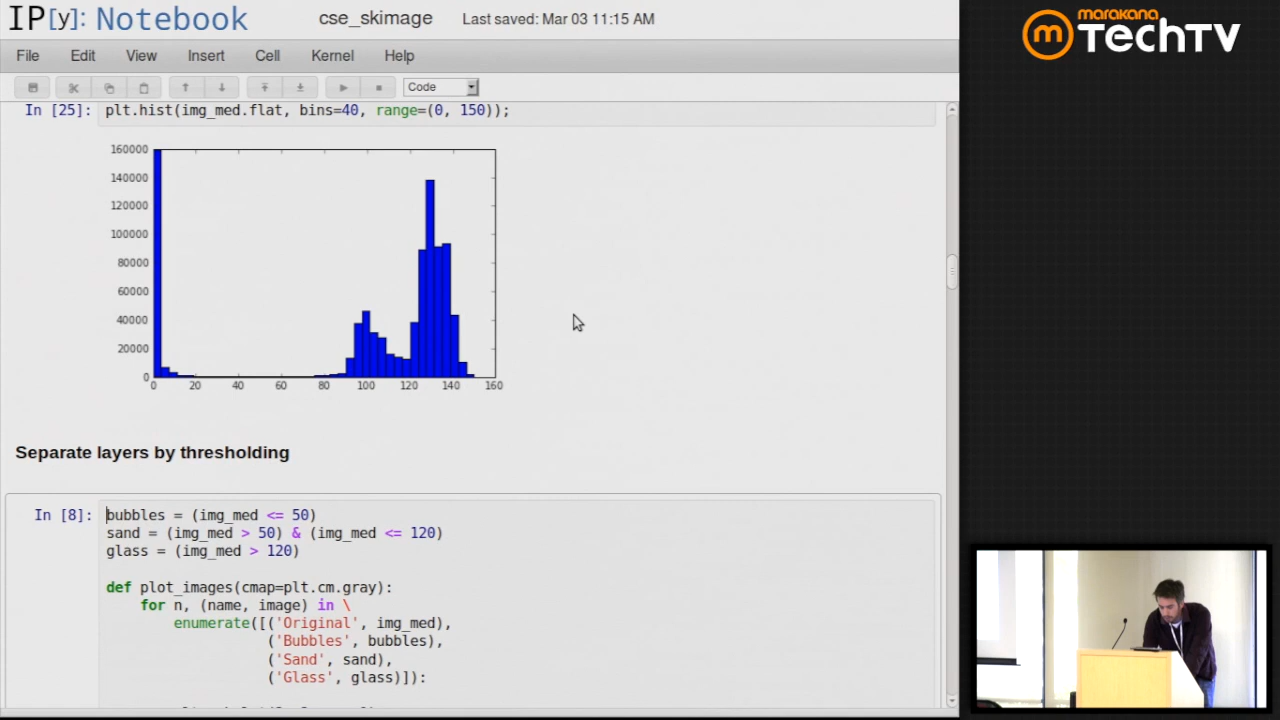 IP[y]: Notebook cse_skimage Last saved: Mar 03 11:15 AM
marakana
m TechTV
File Edit View Insert Cell Kernel Help
Code
In [25]: plt.hist(img_med.flat, bins=40, range=(0, 150));
160000
140000
120000
100000
80000
60000
40000
20000
0
0 20 40 60 80 100 120 140 160
Separate layers by thresholding
In [8]: bubbles = (img_med <= 50)
sand = (img_med > 50) & (img_med <= 120)
glass = (img_med > 120)
def plot_images(cmap=plt.cm.gray):
for n, (name, image) in \
enumerate([('Original', img_med),
('Bubbles', bubbles),
('Sand', sand),
('Glass', glass)]):